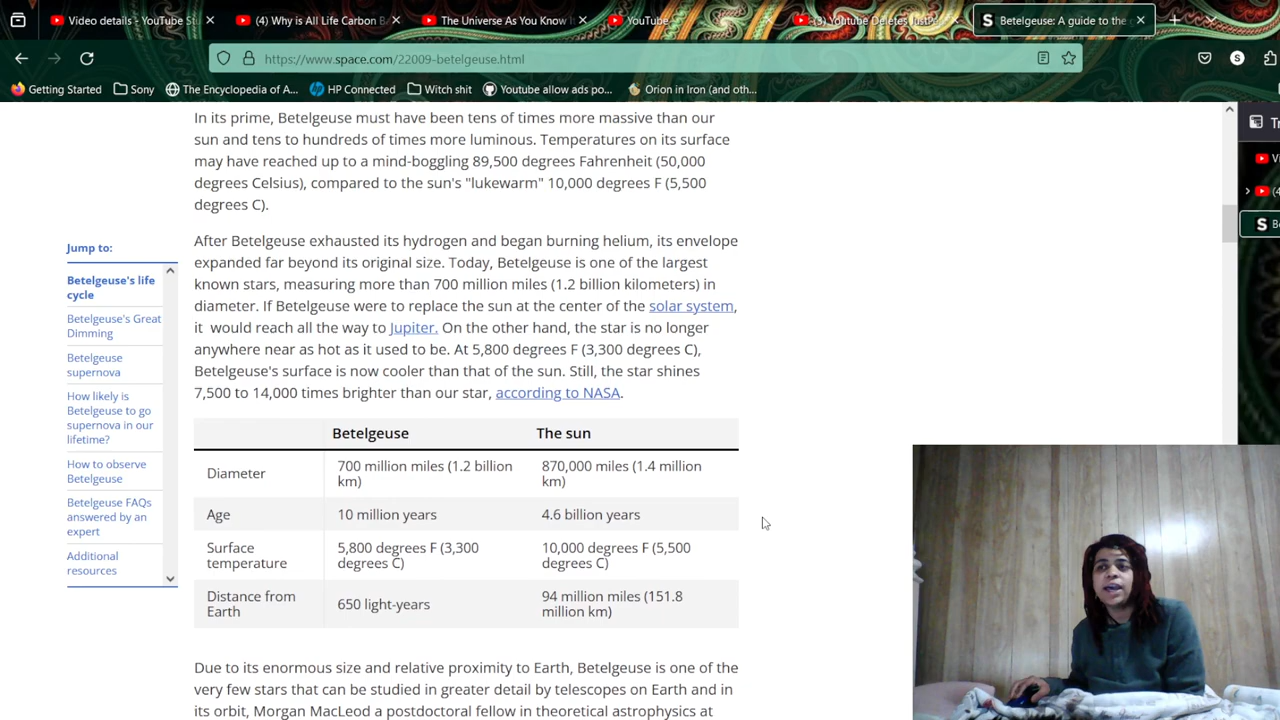 Video details - YouTube St
(4) Why is All Life Carbon B
The Universe As You Know I
YouTube
(3) Youtube Deletes JustPe
Betelgeuse: A guide to the
https://www.space.com/22009-betelgeuse.html
Getting Started
Sony
The Encyclopedia of A...
HP Connected
Witch shit
Youtube allow ads po...
Orion in Iron (and oth...
In its prime, Betelgeuse must have been tens of times more massive than our
sun and tens to hundreds of times more luminous. Temperatures on its surface
may have reached up to a mind-boggling 89,500 degrees Fahrenheit (50,000
degrees Celsius), compared to the sun's "lukewarm" 10,000 degrees F (5,500
degrees C).
After Betelgeuse exhausted its hydrogen and began burning helium, its envelope
expanded far beyond its original size. Today, Betelgeuse is one of the largest
known stars, measuring more than 700 million miles (1.2 billion kilometers) in
diameter. If Betelgeuse were to replace the sun at the center of the solar system,
it would reach all the way to Jupiter. On the other hand, the star is no longer
anywhere near as hot as it used to be. At 5,800 degrees F (3,300 degrees C),
Betelgeuse's surface is now cooler than that of the sun. Still, the star shines
7,500 to 14,000 times brighter than our star, according to NASA.
Jump to:
Betelgeuse's life
cycle
Betelgeuse's Great
Dimming
Betelgeuse
supernova
How likely is
Betelgeuse to go
supernova in our
lifetime?
How to observe
Betelgeuse
Betelgeuse FAQs
answered by an
expert
Additional
resources
Betelgeuse The sun
Diameter 700 million miles (1.2 billion km) 870,000 miles (1.4 million km)
Age 10 million years 4.6 billion years
Surface temperature 5,800 degrees F (3,300 degrees C) 10,000 degrees F (5,500 degrees C)
Distance from Earth 650 light-years 94 million miles (151.8 million km)
Due to its enormous size and relative proximity to Earth, Betelgeuse is one of the
very few stars that can be studied in greater detail by telescopes on Earth and in
its orbit, Morgan MacLeod a postdoctoral fellow in theoretical astrophysics at
Tr
Vi
(4
Be